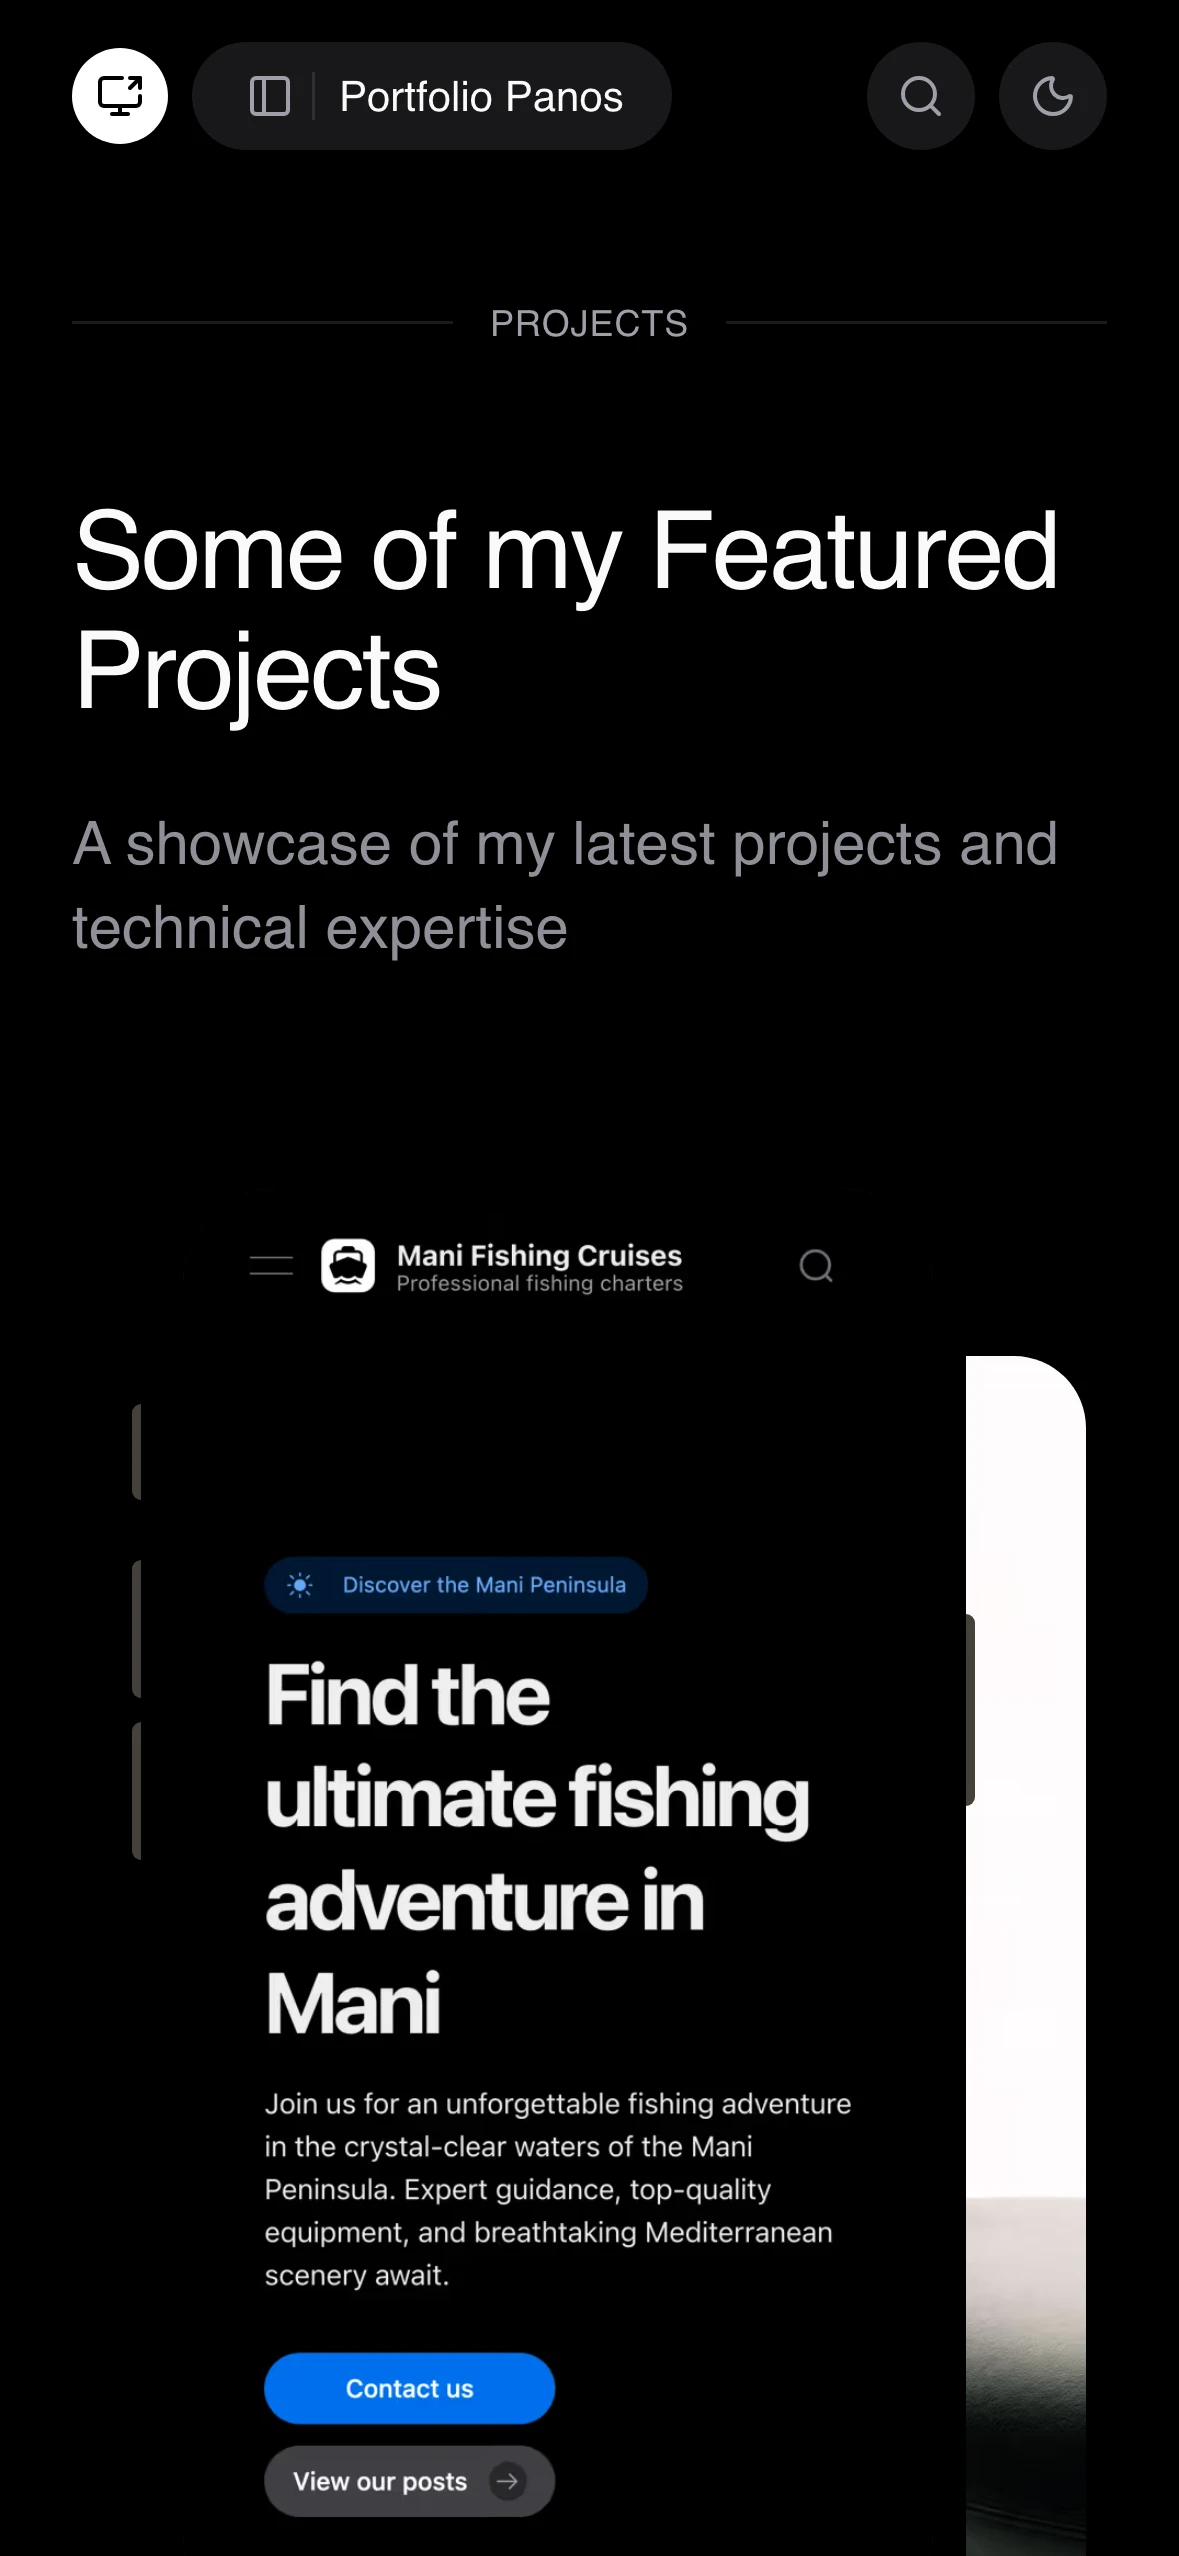 Portfolio Panos
PROJECTS
Some of my Featured
Projects
A showcase of my latest projects and
technical expertise
Mani Fishing Cruises
Professional fishing charters
Discover the Mani Peninsula
Find the
ultimate fishing
adventure in
Mani
Join us for an unforgettable fishing adventure
in the crystal-clear waters of the Mani
Peninsula. Expert guidance, top-quality
equipment, and breathtaking Mediterranean
scenery await.
Contact us
View our posts